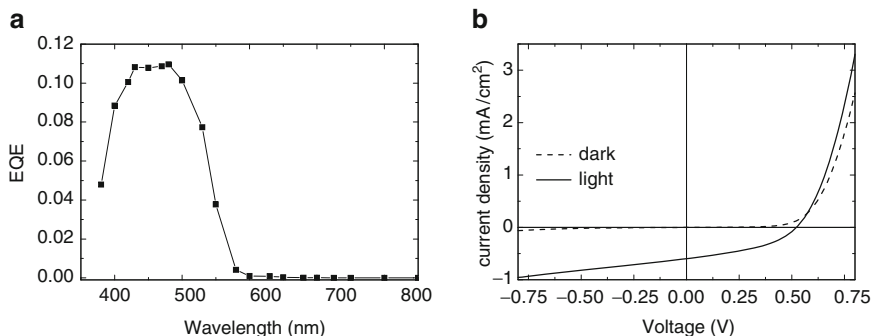 a
0.12
0.10
0.08
0.06
0.04
0.02
0.00
EQE
400 500 600 700 800
Wavelength (nm)
b
3
2
1
0
−1
current density (mA/cm²)
dark
light
−0.75 −0.50 −0.25 0.00 0.25 0.50 0.75
Voltage (V)